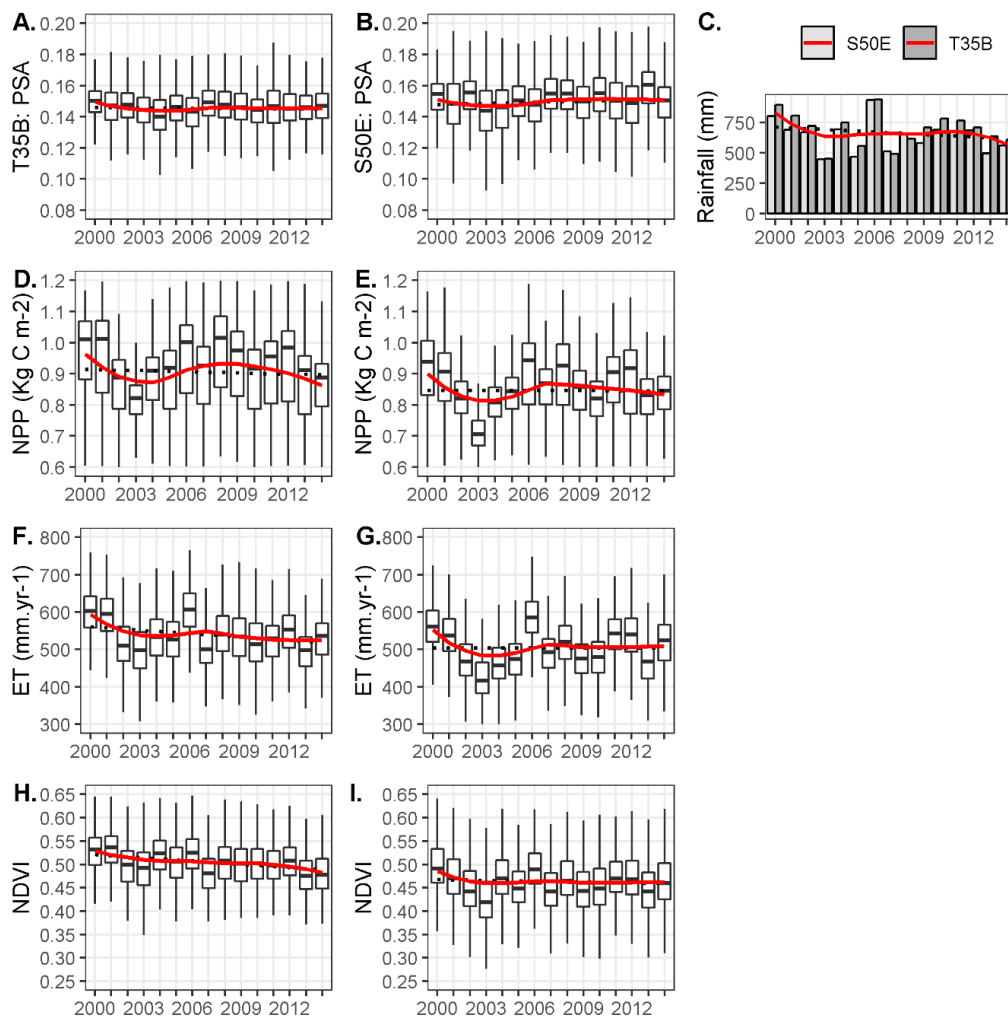 A.
T35B: PSA
0.20
0.18
0.16
0.14
0.12
0.10
0.08
2000 2003 2006 2009 2012
B.
S50E: PSA
0.20
0.18
0.16
0.14
0.12
0.10
0.08
2000 2003 2006 2009 2012
C.
S50E T35B
Rainfall (mm)
750
500
250
0
2000 2003 2006 2009 2012
D.
NPP (Kg C m-2)
1.2
1.1
1.0
0.9
0.8
0.7
0.6
2000 2003 2006 2009 2012
E.
NPP (Kg C m-2)
1.2
1.1
1.0
0.9
0.8
0.7
0.6
2000 2003 2006 2009 2012
F.
ET (mm.yr-1)
800
700
600
500
400
300
2000 2003 2006 2009 2012
G.
ET (mm.yr-1)
800
700
600
500
400
300
2000 2003 2006 2009 2012
H.
NDVI
0.65
0.60
0.55
0.50
0.45
0.40
0.35
0.30
0.25
2000 2003 2006 2009 2012
I.
NDVI
0.65
0.60
0.55
0.50
0.45
0.40
0.35
0.30
0.25
2000 2003 2006 2009 2012